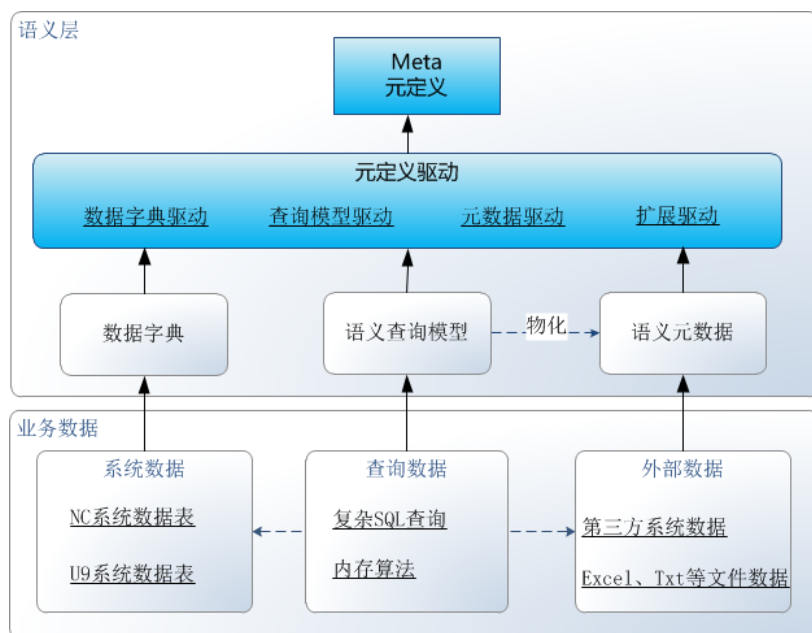 语义层
Meta
元定义
元定义驱动
数据字典驱动 查询模型驱动 元数据驱动 扩展驱动
数据字典 语义查询模型 物化 语义元数据
业务数据
系统数据 查询数据 外部数据
NC系统数据表 复杂SQL查询 第三方系统数据
U9系统数据表 内存算法 Excel、Txt等文件数据